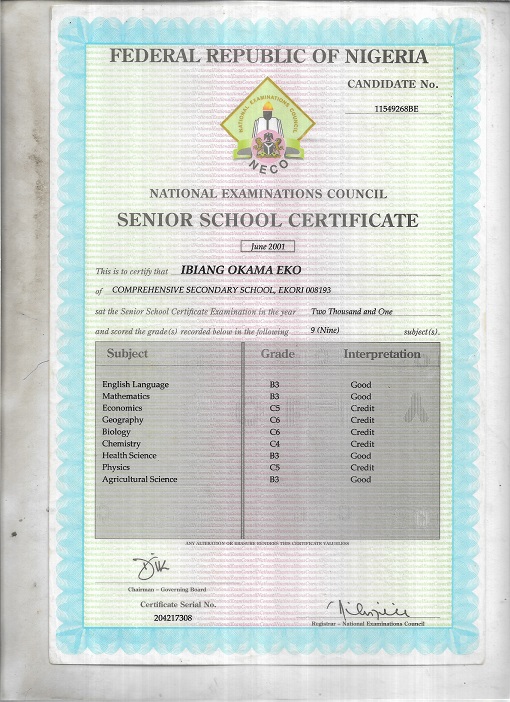 FEDERAL REPUBLIC OF NIGERIA
CANDIDATE No.
11549268BE
NATIONAL EXAMINATIONS COUNCIL
NECO
NATIONAL EXAMINATIONS COUNCIL
SENIOR SCHOOL CERTIFICATE
June 2001
This is to certify that IBIANG OKAMA EKO
of COMPREHENSIVE SECONDARY SCHOOL, EKORI 008193
sat the Senior School Certificate Examination in the year Two Thousand and One
and scored the grade(s) recorded below in the following 9 (Nine) subject(s).
Subject Grade Interpretation
English Language B3 Good
Mathematics B3 Good
Economics C5 Credit
Geography C6 Credit
Biology C6 Credit
Chemistry C4 Credit
Health Science B3 Good
Physics C5 Credit
Agricultural Science B3 Good
ANY ALTERATION OR ERASURE RENDERS THIS CERTIFICATE VALUELESS
Chairman - Governing Board
Certificate Serial No.
204217308
Registrar - National Examinations Council